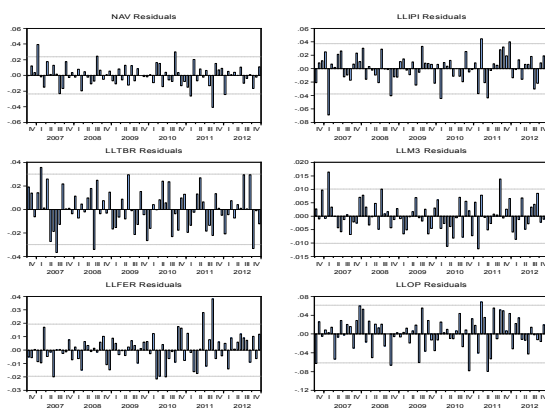 NAV Residuals
LLIPI Residuals
.06
.04
.02
.00
-.02
-.04
-.06
IV I II III IV I II III IV I II III IV I II III IV I II III IV I II III IV
2007 2008 2009 2010 2011 2012
.06
.04
.02
.00
-.02
-.04
-.06
-.08
IV I II III IV I II III IV I II III IV I II III IV I II III IV I II III IV
2007 2008 2009 2010 2011 2012
LLTBR Residuals
LLM3 Residuals
.04
.02
.00
-.02
-.04
IV I II III IV I II III IV I II III IV I II III IV I II III IV I II III IV
2007 2008 2009 2010 2011 2012
.020
.015
.010
.005
.000
-.005
-.010
-.015
IV I II III IV I II III IV I II III IV I II III IV I II III IV I II III IV
2007 2008 2009 2010 2011 2012
LLFER Residuals
LLOP Residuals
.04
.03
.02
.01
.00
-.01
-.02
-.03
IV I II III IV I II III IV I II III IV I II III IV I II III IV I II III IV
2007 2008 2009 2010 2011 2012
.08
.04
.00
-.04
-.08
-.12
IV I II III IV I II III IV I II III IV I II III IV I II III IV I II III IV
2007 2008 2009 2010 2011 2012